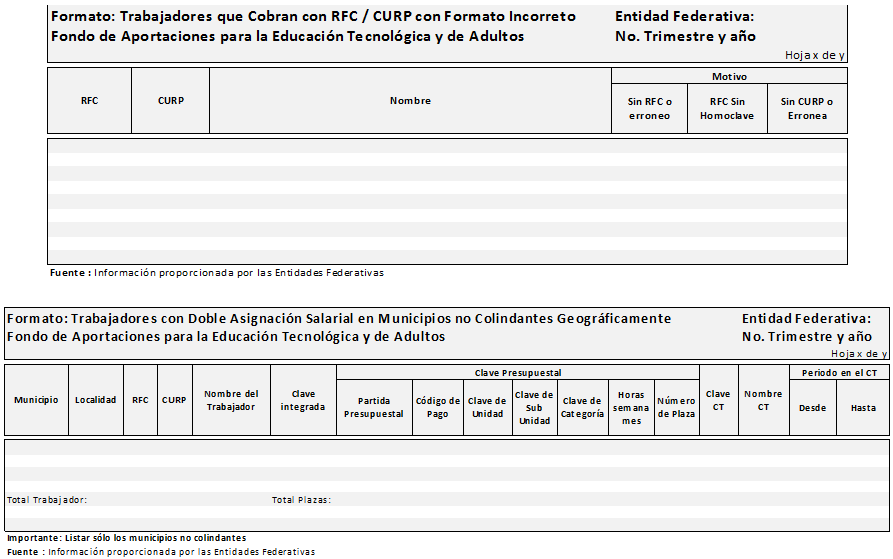 Formato: Trabajadores que Cobran con RFC / CURP con Formato Incorreto
Entidad Federativa:
Fondo de Aportaciones para la Educación Tecnológica y de Adultos
No. Trimestre y año
Hoja x de y
RFC
CURP
Nombre
Motivo
Sin RFC o
erroneo
RFC Sin
Homoclave
Sin CURP o
Erronea
Fuente : Información proporcionada por las Entidades Federativas
Formato: Trabajadores con Doble Asignación Salarial en Municipios no Colindantes Geográficamente
Entidad Federativa:
Fondo de Aportaciones para la Educación Tecnológica y de Adultos
No. Trimestre y año
Hoja x de y
Municipio
Localidad
RFC
CURP
Nombre del
Trabajador
Clave
integrada
Clave Presupuestal
Partida
Presupuestal
Código de
Pago
Clave de
Unidad
Clave de
Sub
Unidad
Clave de
Categoría
Horas
semana
mes
Número
de Plaza
Clave
CT
Nombre
CT
Periodo en el CT
Desde
Hasta
Total Trabajador:
Total Plazas:
Importante: Listar sólo los municipios no colindantes
Fuente : Información proporcionada por las Entidades Federativas